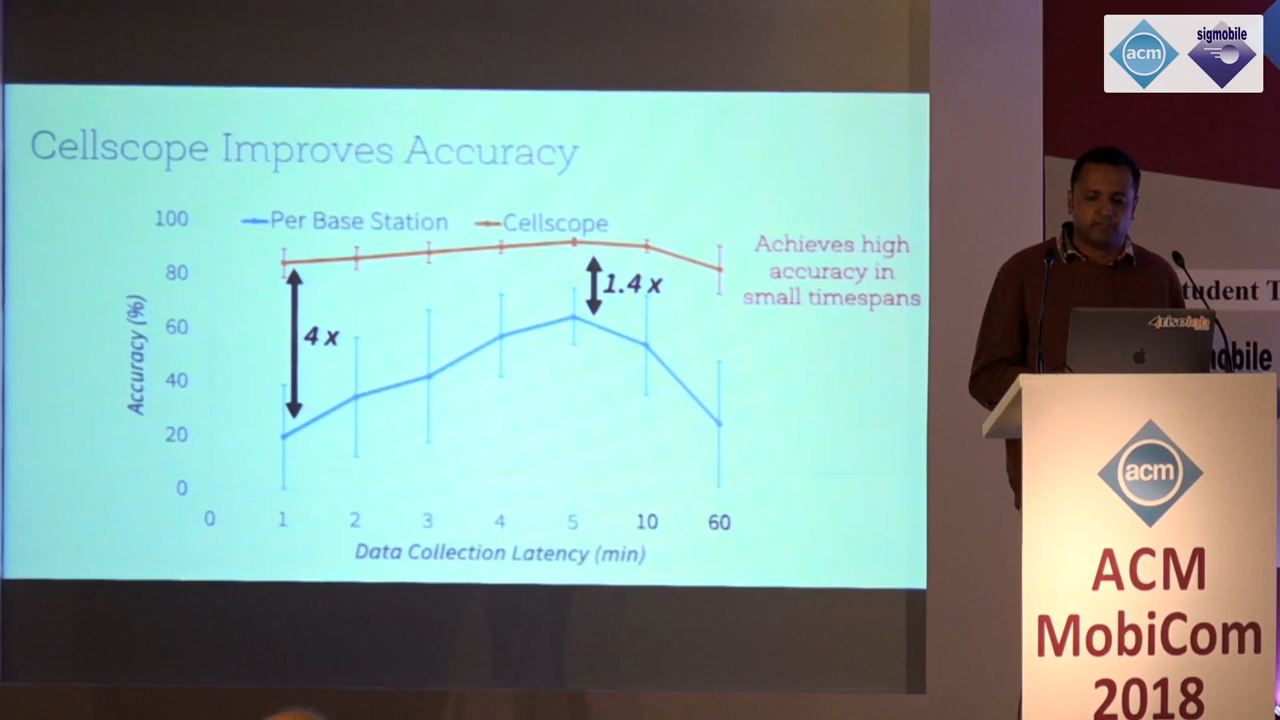 acm
sigmobile
Cellscope Improves Accuracy
Per Base Station
Cellscope
100
80
60
40
20
0
Accuracy (%)
4 x
1.4 x
0 1 2 3 4 5 10 60
Data Collection Latency (min)
Achieves high
accuracy in
small timespans
tudent T
riselab
obile
acm
ACM
MobiCom
2018